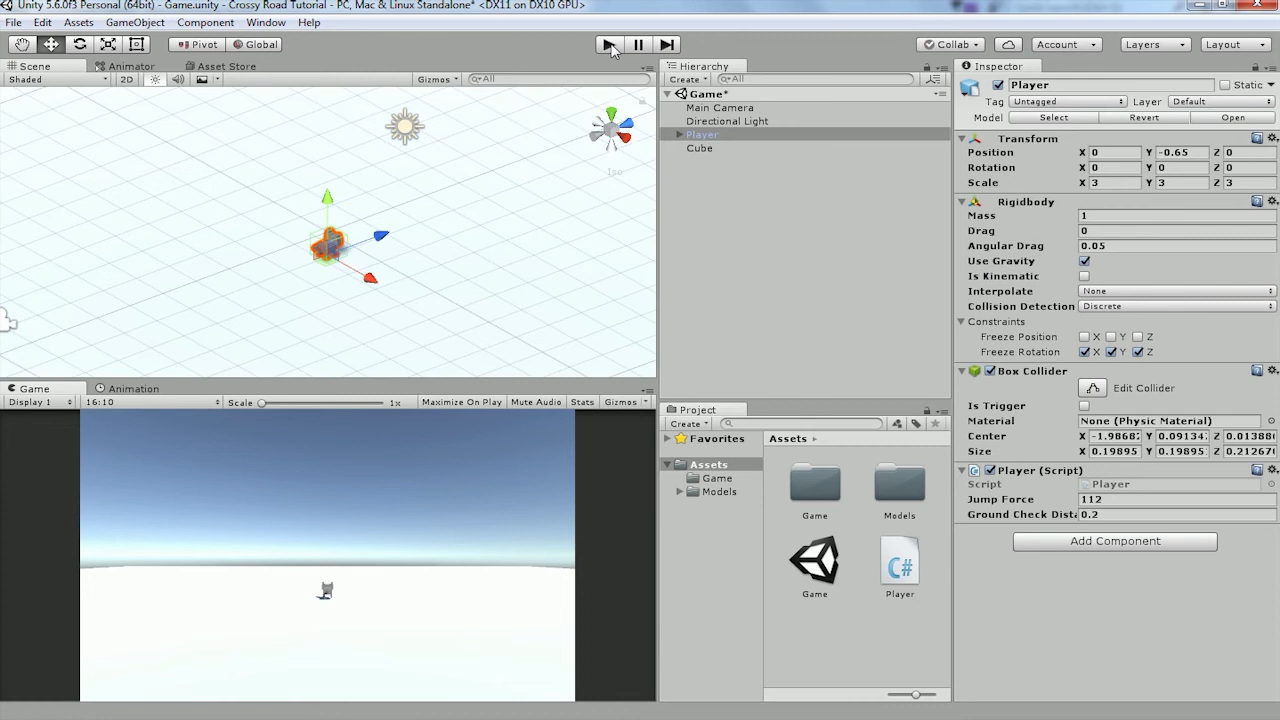 Unity 5.6.0f3 Personal (64bit) - Game.unity - Crossy Road Tutorial - PC, Mac & Linux Standalone* <DX11 on DX10 GPU>
File Edit Assets GameObject Component Window Help
Pivot Global Collab Account Layers Layout
Scene Animator Asset Store
Shaded 2D Gizmos All
Iso
Game Animation
Display 1 16:10 Scale 1x Maximize On Play Mute Audio Stats Gizmos
Hierarchy
Create All
Game*
Main Camera
Directional Light
Player
Cube
Project
Create
Favorites
Assets
Game
Models
Assets
Game Models
C#
Game Player
Inspector
Player Static
Tag Untagged Layer Default
Model Select Revert Open
Transform
Position X 0 Y -0.65 Z 0
Rotation X 0 Y 0 Z 0
Scale X 3 Y 3 Z 3
Rigidbody
Mass 1
Drag 0
Angular Drag 0.05
Use Gravity
Is Kinematic
Interpolate None
Collision Detection Discrete
Constraints
Freeze Position X Y Z
Freeze Rotation X Y Z
Box Collider
Edit Collider
Is Trigger
Material None (Physic Material)
Center X -1.9868 Y 0.09134 Z 0.01388
Size X 0.19895 Y 0.19895 Z 0.21267
Player (Script)
Script Player
Jump Force 112
Ground Check Dista 0.2
Add Component